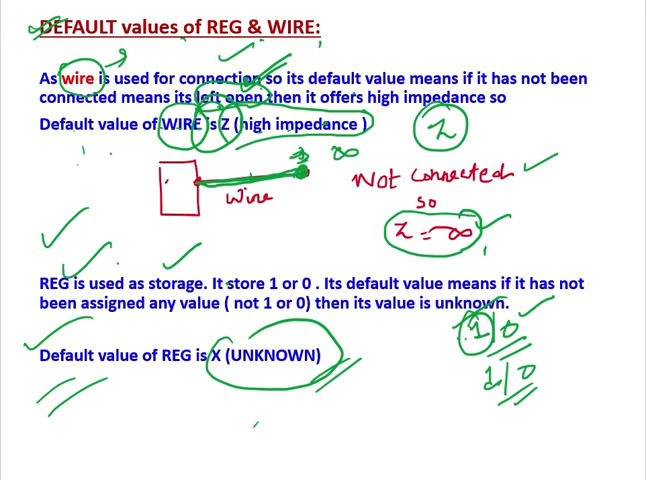 DEFAULT values of REG & WIRE:
As wire is used for connection so its default value means if it has not been
connected means its left open then it offers high impedance so
Default value of WIRE is Z (high impedance )
Z
∞
Not Connected
Wire
so
Z = ∞
REG is used as storage. It store 1 or 0 . Its default value means if it has not
been assigned any value ( not 1 or 0) then its value is unknown.
1/0
Default value of REG is X (UNKNOWN)
1/0